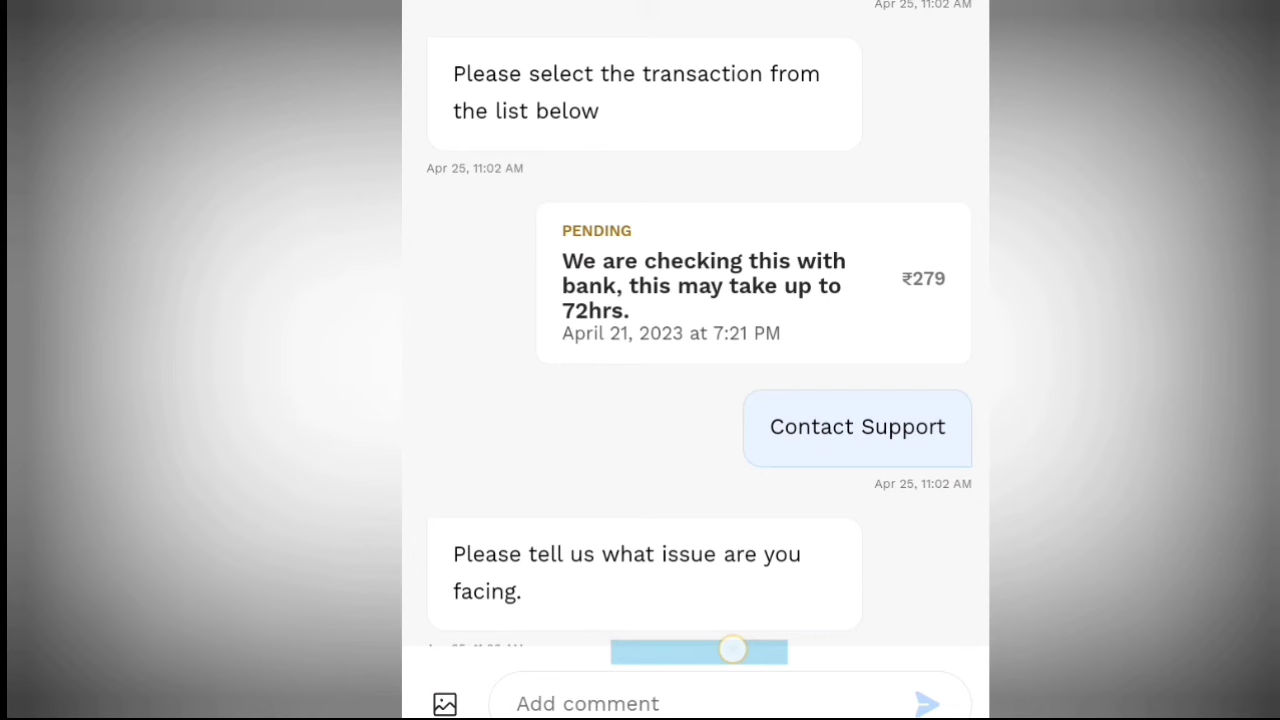 Apr 25, 11:02 AM
Please select the transaction from
the list below
Apr 25, 11:02 AM
PENDING
We are checking this with
bank, this may take up to
72hrs.
₹279
April 21, 2023 at 7:21 PM
Contact Support
Apr 25, 11:02 AM
Please tell us what issue are you
facing.
Add comment